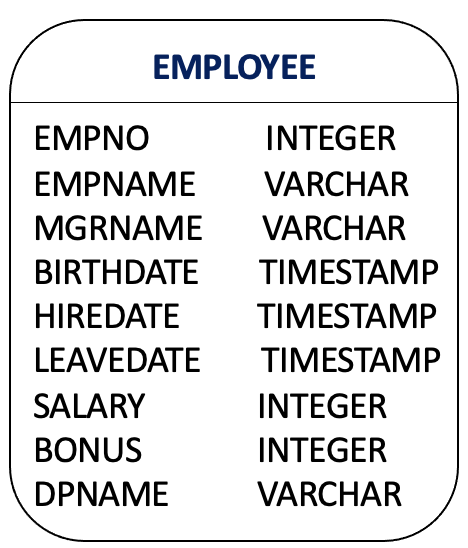 EMPLOYEE
EMPNO INTEGER
EMPNAME VARCHAR
MGRNAME VARCHAR
BIRTHDATE TIMESTAMP
HIREDATE TIMESTAMP
LEAVEDATE TIMESTAMP
SALARY INTEGER
BONUS INTEGER
DPNAME VARCHAR